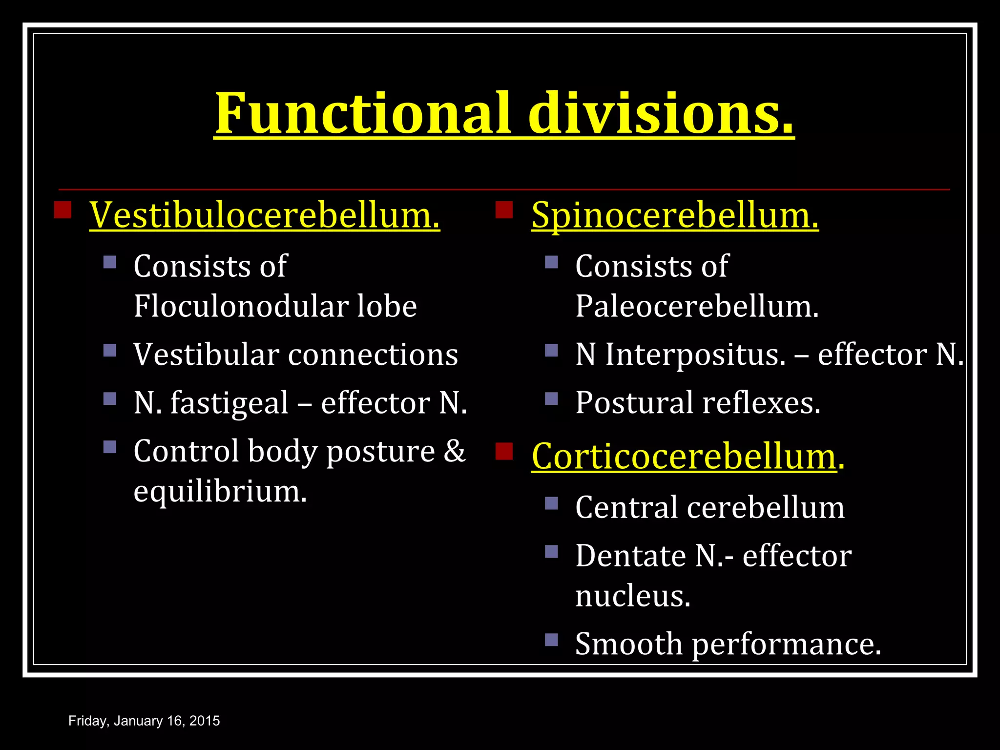 Functional divisions.
Vestibulocerebellum.
Consists of
Floculonodular lobe
Vestibular connections
N. fastigeal – effector N.
Control body posture &
equilibrium.
Spinocerebellum.
Consists of
Paleocerebellum.
N Interpositus. – effector N.
Postural reflexes.
Corticocerebellum.
Central cerebellum
Dentate N.- effector
nucleus.
Smooth performance.
Friday, January 16, 2015